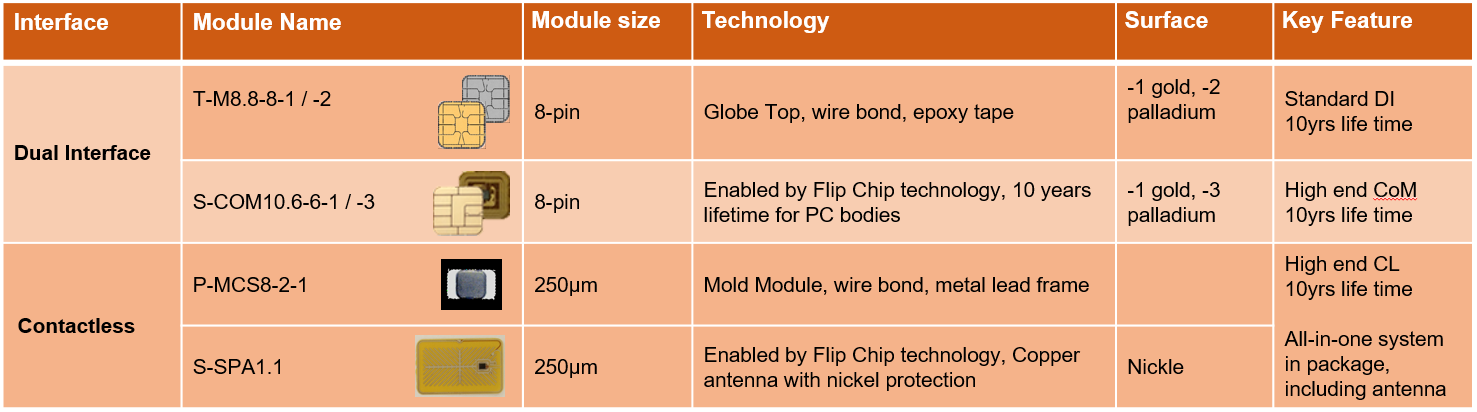 Interface Module Name Module size Technology Surface Key Feature
Dual Interface
T-M8.8-8-1 / -2
8-pin
Globe Top, wire bond, epoxy tape
-1 gold, -2
palladium
Standard DI
10yrs life time
S-COM10.6-6-1 / -3
8-pin
Enabled by Flip Chip technology, 10 years
lifetime for PC bodies
-1 gold, -3
palladium
High end CoM
10yrs life time
Contactless
P-MCS8-2-1
250µm
Mold Module, wire bond, metal lead frame
High end CL
10yrs life time
S-SPA1.1
250µm
Enabled by Flip Chip technology, Copper
antenna with nickel protection
Nickle
All-in-one system
in package,
including antenna